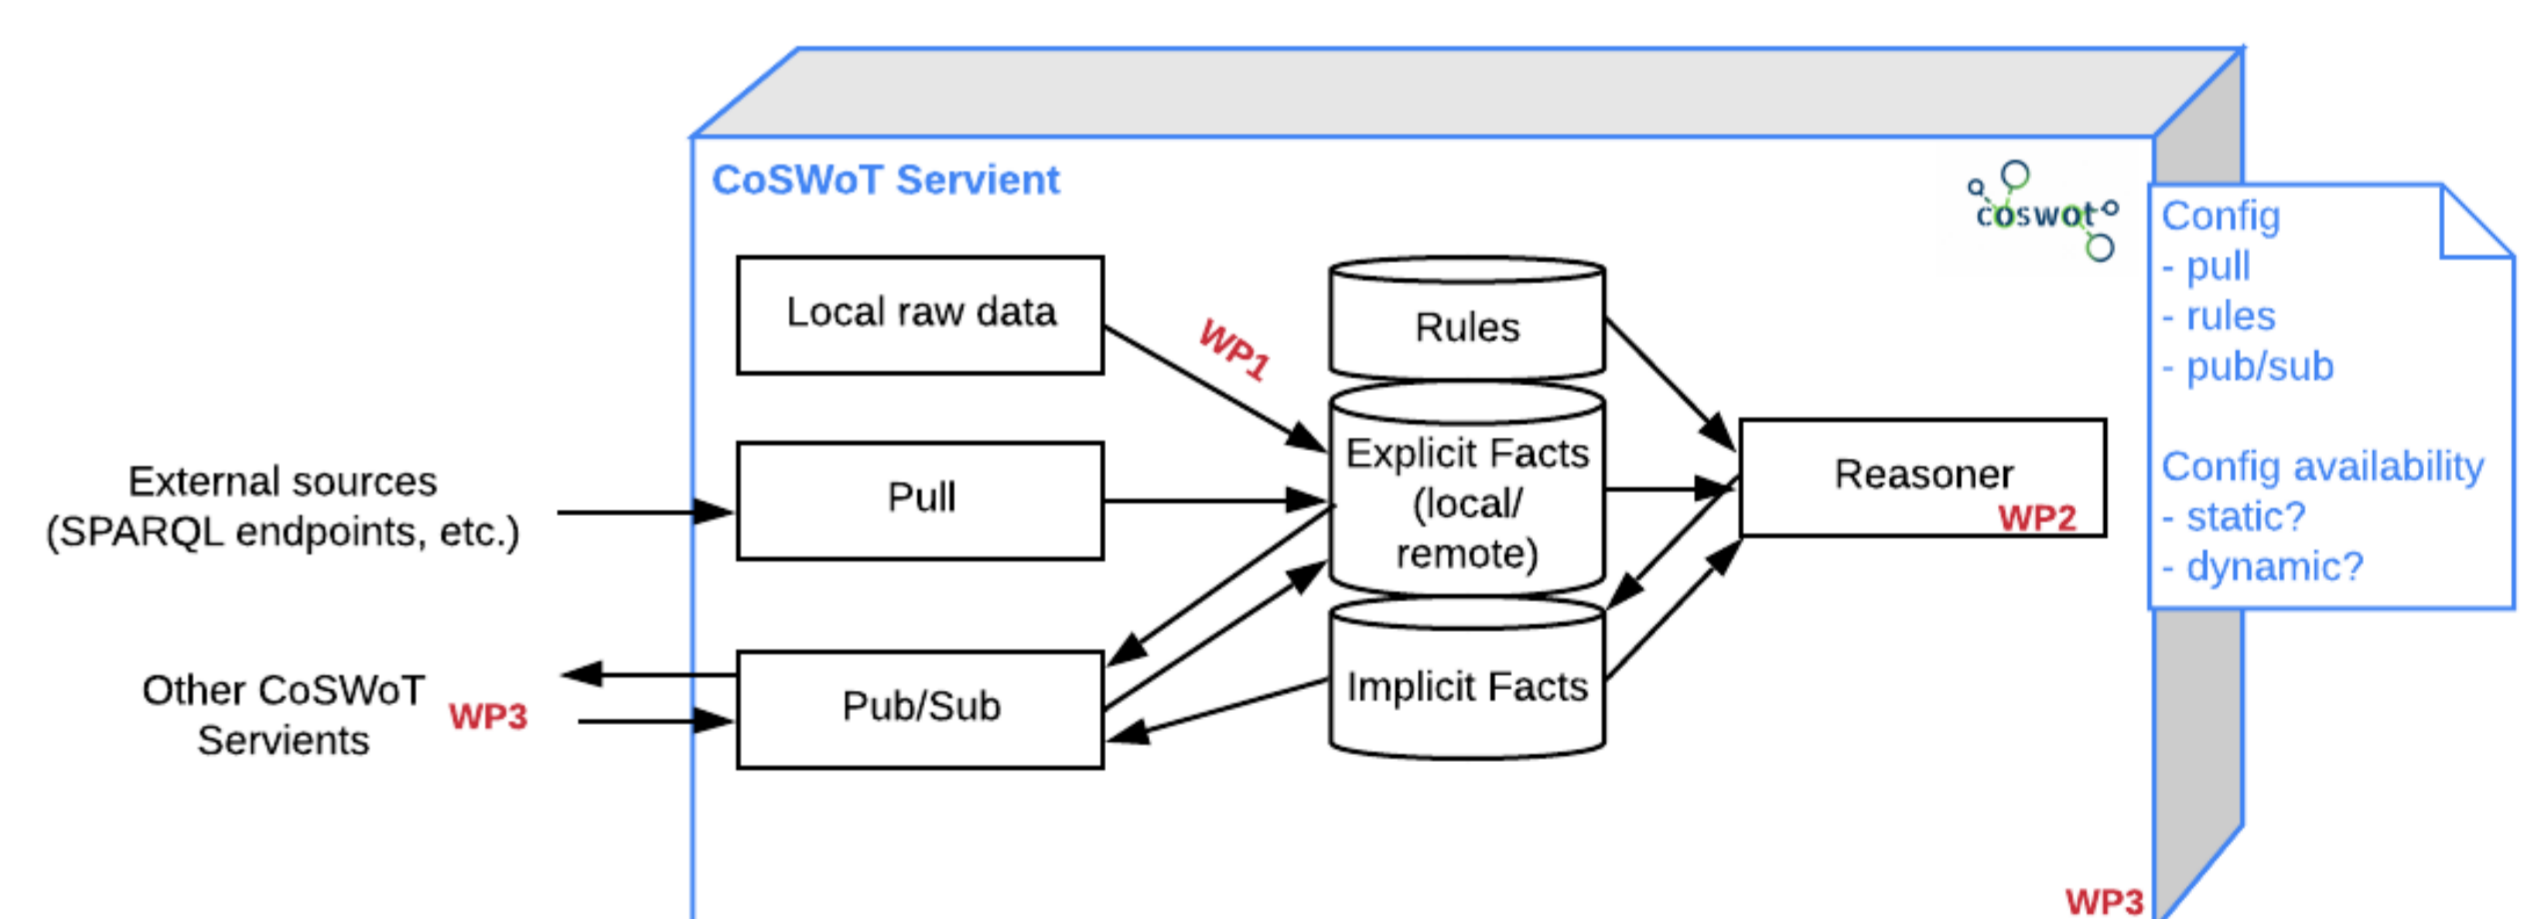 CoSWoT Servient
coswot
Local raw data
WP1
Rules
Pull
Explicit Facts
(local/
remote)
Reasoner
WP2
External sources
(SPARQL endpoints, etc.)
Other CoSWoT
Servients
WP3
Pub/Sub
Implicit Facts
Config
- pull
- rules
- pub/sub
Config availability
- static?
- dynamic?
WP3